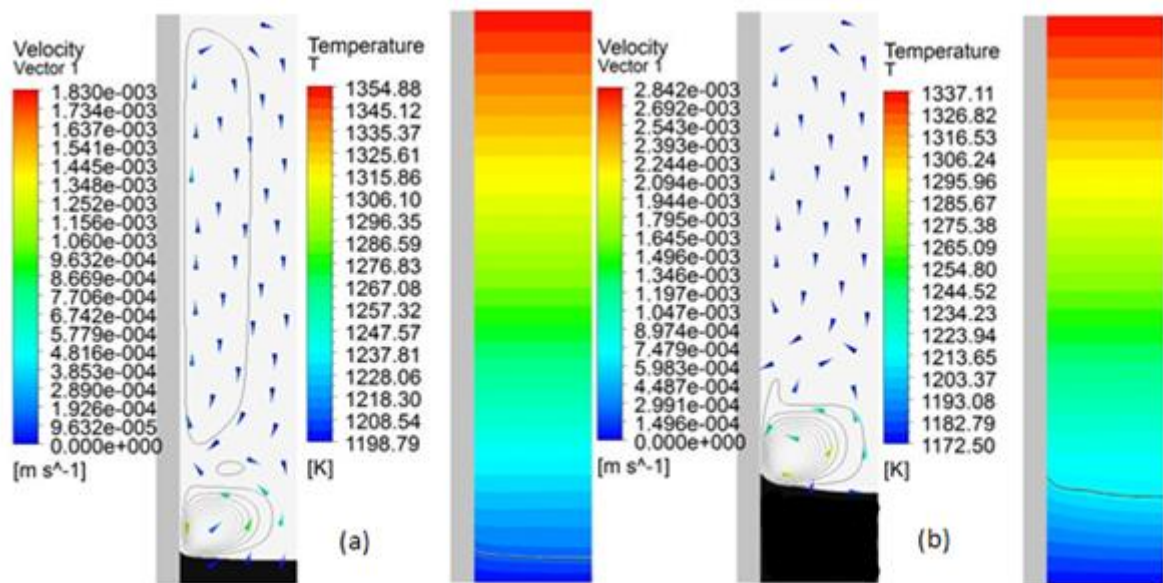 Velocity
Vector 1
1.830e-003
1.734e-003
1.637e-003
1.541e-003
1.445e-003
1.348e-003
1.252e-003
1.156e-003
1.060e-003
9.632e-004
8.669e-004
7.706e-004
6.742e-004
5.779e-004
4.816e-004
3.853e-004
2.890e-004
1.926e-004
9.632e-005
0.000e+000
[m s^-1]
Temperature
T
1354.88
1345.12
1335.37
1325.61
1315.86
1306.10
1296.35
1286.59
1276.83
1267.08
1257.32
1247.57
1237.81
1228.06
1218.30
1208.54
1198.79
[K]
(a)
Velocity
Vector 1
2.842e-003
2.692e-003
2.543e-003
2.393e-003
2.244e-003
2.094e-003
1.944e-003
1.795e-003
1.645e-003
1.496e-003
1.346e-003
1.197e-003
1.047e-003
8.974e-004
7.479e-004
5.983e-004
4.487e-004
2.991e-004
1.496e-004
0.000e+000
[m s^-1]
Temperature
T
1337.11
1326.82
1316.53
1306.24
1295.96
1285.67
1275.38
1265.09
1254.80
1244.52
1234.23
1223.94
1213.65
1203.37
1193.08
1182.79
1172.50
[K]
(b)